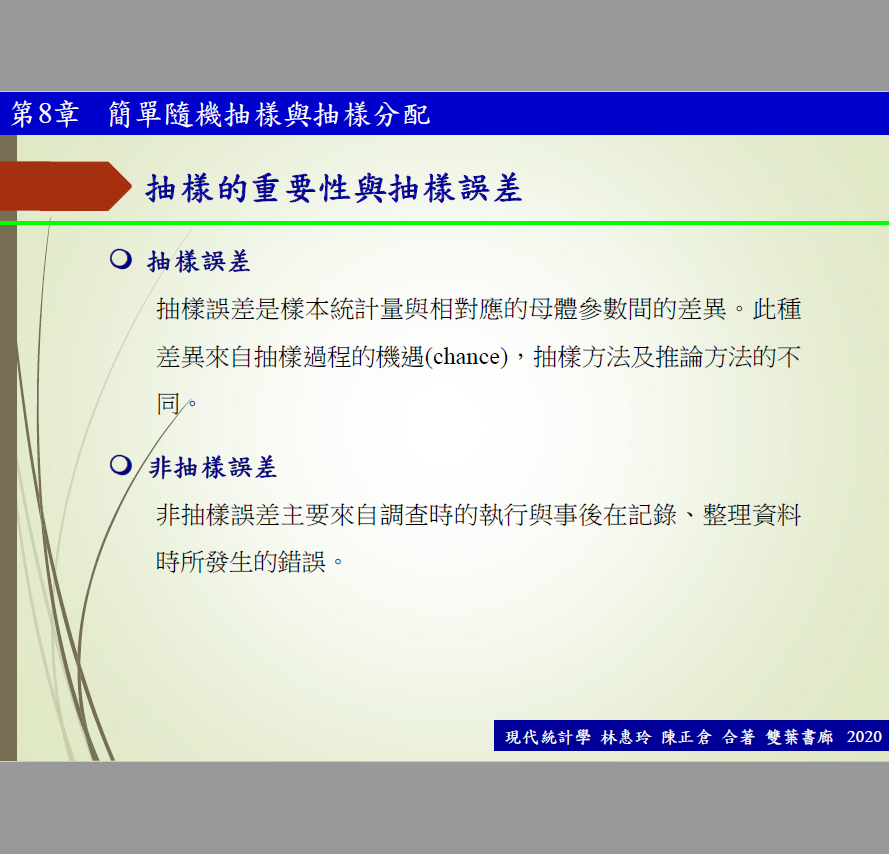 第8章 簡單隨機抽樣與抽樣分配
抽樣的重要性與抽樣誤差
抽樣誤差
抽樣誤差是樣本統計量與相對應的母體參數間的差異。此種
差異來自抽樣過程的機遇(chance)，抽樣方法及推論方法的不
同。
非抽樣誤差
非抽樣誤差主要來自調查時的執行與事後在記錄、整理資料
時所發生的錯誤。
現代統計學 林惠玲 陳正倉 合著 雙葉書廊 2020